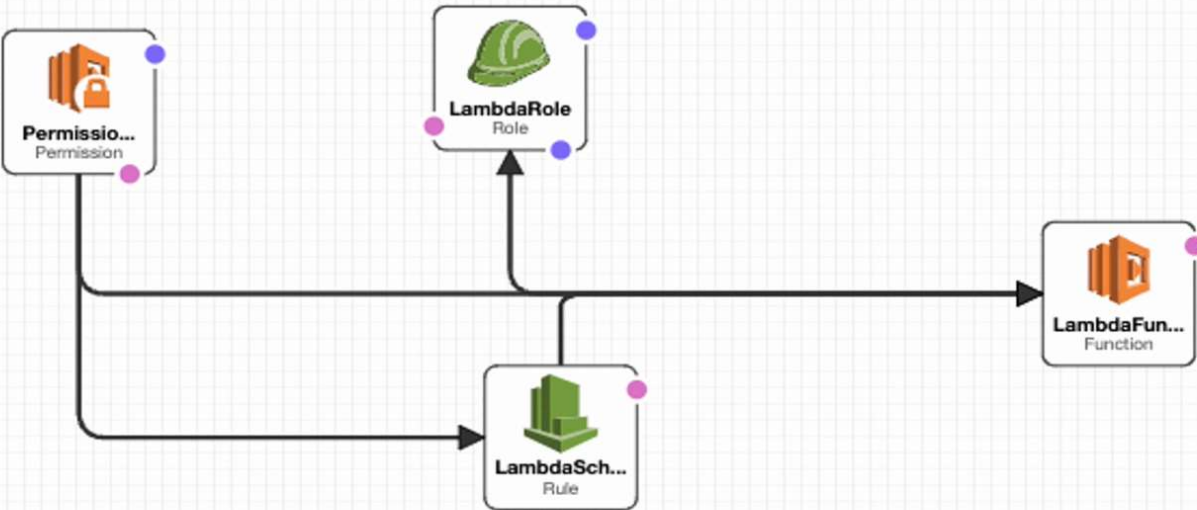 Permissio...
Permission
LambdaRole
Role
LambdaFun...
Function
LambdaSch...
Rule